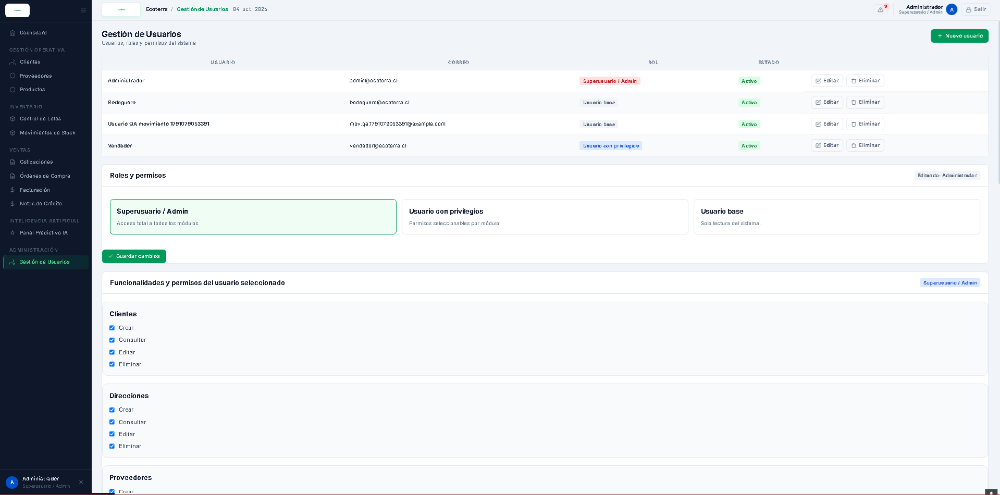 Ecoterra / Gestión de Usuarios 04 oct 2026
3
Administrador
Superusuario / Admin
A
Salir
Dashboard
GESTIÓN OPERATIVA
Clientes
Proveedores
Productos
INVENTARIO
Control de Lotes
Movimientos de Stock
VENTAS
Cotizaciones
Órdenes de Compra
Facturación
Notas de Crédito
INTELIGENCIA ARTIFICIAL
Panel Predictivo IA
ADMINISTRACIÓN
Gestión de Usuarios
A
Administrador
Superusuario / Admin
Gestión de Usuarios
Usuarios, roles y permisos del sistema
+ Nuevo usuario
USUARIO CORREO ROL ESTADO
Administrador admin@ecoterra.cl Superusuario / Admin Activo Editar Eliminar
Bodeguero bodeguero@ecoterra.cl Usuario base Activo Editar Eliminar
Usuario QA movimiento 1791079053391 mov.qa.1791079053391@example.com Usuario base Activo Editar Eliminar
Vendedor vendedor@ecoterra.cl Usuario con privilegios Activo Editar Eliminar
Roles y permisos
Editando: Administrador
Superusuario / Admin
Acceso total a todos los módulos.
Usuario con privilegios
Permisos seleccionables por módulo.
Usuario base
Solo lectura del sistema.
Guardar cambios
Funcionalidades y permisos del usuario seleccionado
Superusuario / Admin
Clientes
Crear
Consultar
Editar
Eliminar
Direcciones
Crear
Consultar
Editar
Eliminar
Proveedores
Crear